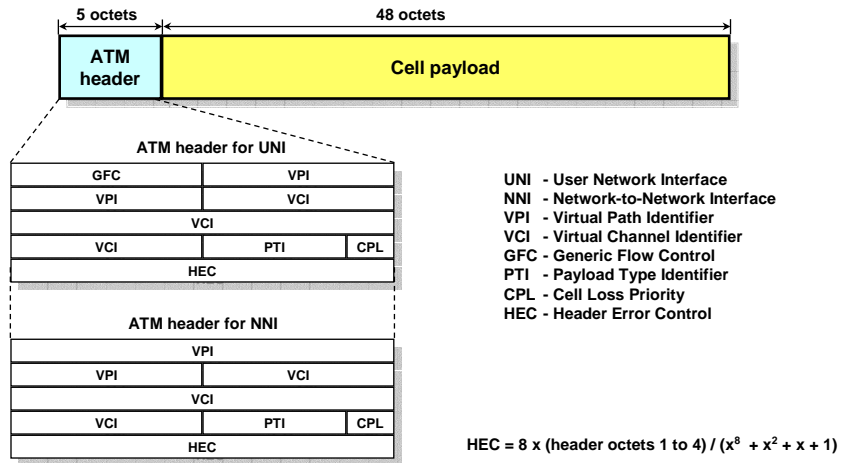 5 octets
48 octets
ATM
header
Cell payload
ATM header for UNI
GFC VPI
VPI VCI
VCI
VCI PTI CPL
HEC
ATM header for NNI
VPI
VPI VCI
VCI
VCI PTI CPL
HEC
UNI - User Network Interface
NNI - Network-to-Network Interface
VPI - Virtual Path Identifier
VCI - Virtual Channel Identifier
GFC - Generic Flow Control
PTI - Payload Type Identifier
CPL - Cell Loss Priority
HEC - Header Error Control
HEC = 8 x (header octets 1 to 4) / (x⁸ + x² + x + 1)